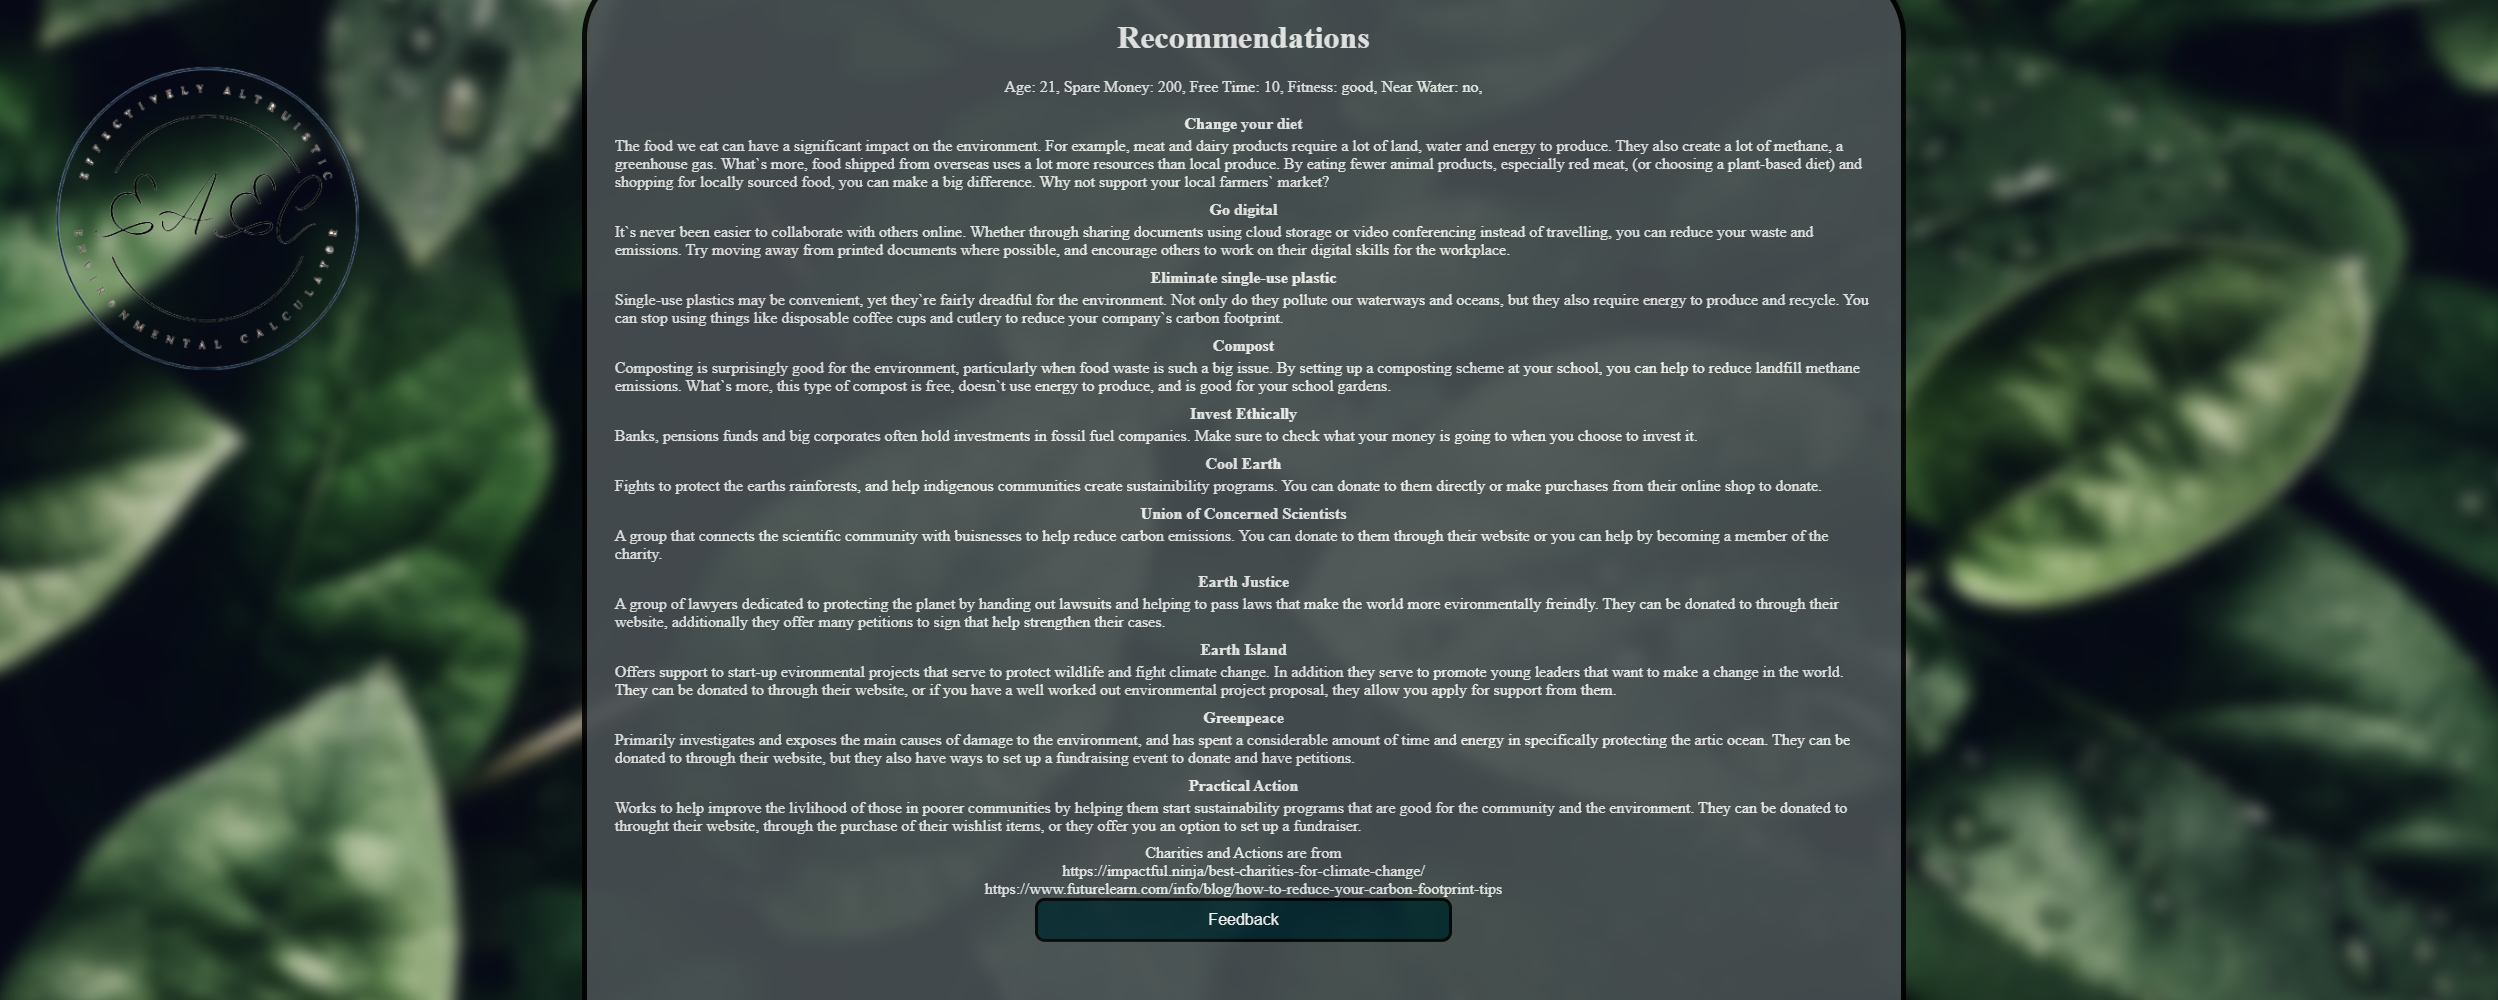 EFFECTIVELY ALTRUISTIC
EAEC
ENVIRONMENTAL CALCULATOR
Recommendations
Age: 21, Spare Money: 200, Free Time: 10, Fitness: good, Near Water: no,
Change your diet
The food we eat can have a significant impact on the environment. For example, meat and dairy products require a lot of land, water and energy to produce. They also create a lot of methane, a
greenhouse gas. What`s more, food shipped from overseas uses a lot more resources than local produce. By eating fewer animal products, especially red meat, (or choosing a plant-based diet) and
shopping for locally sourced food, you can make a big difference. Why not support your local farmers` market?
Go digital
It`s never been easier to collaborate with others online. Whether through sharing documents using cloud storage or video conferencing instead of travelling, you can reduce your waste and
emissions. Try moving away from printed documents where possible, and encourage others to work on their digital skills for the workplace.
Eliminate single-use plastic
Single-use plastics may be convenient, yet they`re fairly dreadful for the environment. Not only do they pollute our waterways and oceans, but they also require energy to produce and recycle. You
can stop using things like disposable coffee cups and cutlery to reduce your company`s carbon footprint.
Compost
Composting is surprisingly good for the environment, particularly when food waste is such a big issue. By setting up a composting scheme at your school, you can help to reduce landfill methane
emissions. What`s more, this type of compost is free, doesn`t use energy to produce, and is good for your school gardens.
Invest Ethically
Banks, pensions funds and big corporates often hold investments in fossil fuel companies. Make sure to check what your money is going to when you choose to invest it.
Cool Earth
Fights to protect the earths rainforests, and help indigenous communities create sustainibility programs. You can donate to them directly or make purchases from their online shop to donate.
Union of Concerned Scientists
A group that connects the scientific community with buisnesses to help reduce carbon emissions. You can donate to them through their website or you can help by becoming a member of the
charity.
Earth Justice
A group of lawyers dedicated to protecting the planet by handing out lawsuits and helping to pass laws that make the world more evironmentally freindly. They can be donated to through their
website, additionally they offer many petitions to sign that help strengthen their cases.
Earth Island
Offers support to start-up evironmental projects that serve to protect wildlife and fight climate change. In addition they serve to promote young leaders that want to make a change in the world.
They can be donated to through their website, or if you have a well worked out environmental project proposal, they allow you apply for support from them.
Greenpeace
Primarily investigates and exposes the main causes of damage to the environment, and has spent a considerable amount of time and energy in specifically protecting the artic ocean. They can be
donated to through their website, but they also have ways to set up a fundraising event to donate and have petitions.
Practical Action
Works to help improve the livlihood of those in poorer communities by helping them start sustainability programs that are good for the community and the environment. They can be donated to
throught their website, through the purchase of their wishlist items, or they offer you an option to set up a fundraiser.
Charities and Actions are from
https://impactful.ninja/best-charities-for-climate-change/
https://www.futurelearn.com/info/blog/how-to-reduce-your-carbon-footprint-tips
Feedback